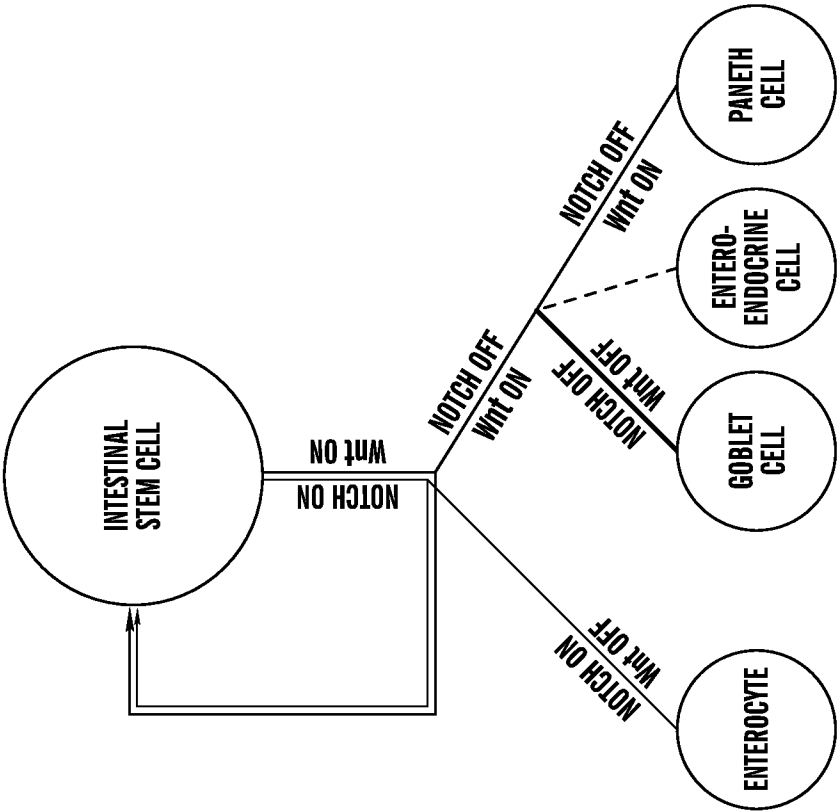 INTESTINAL
STEM CELL
NOTCH ON
Wnt ON
NOTCH OFF
Wnt ON
NOTCH OFF
Wnt ON
NOTCH OFF
Wnt OFF
NOTCH ON
Wnt OFF
ENTEROCYTE
GOBLET
CELL
ENTERO-
ENDOCRINE
CELL
PANETH
CELL